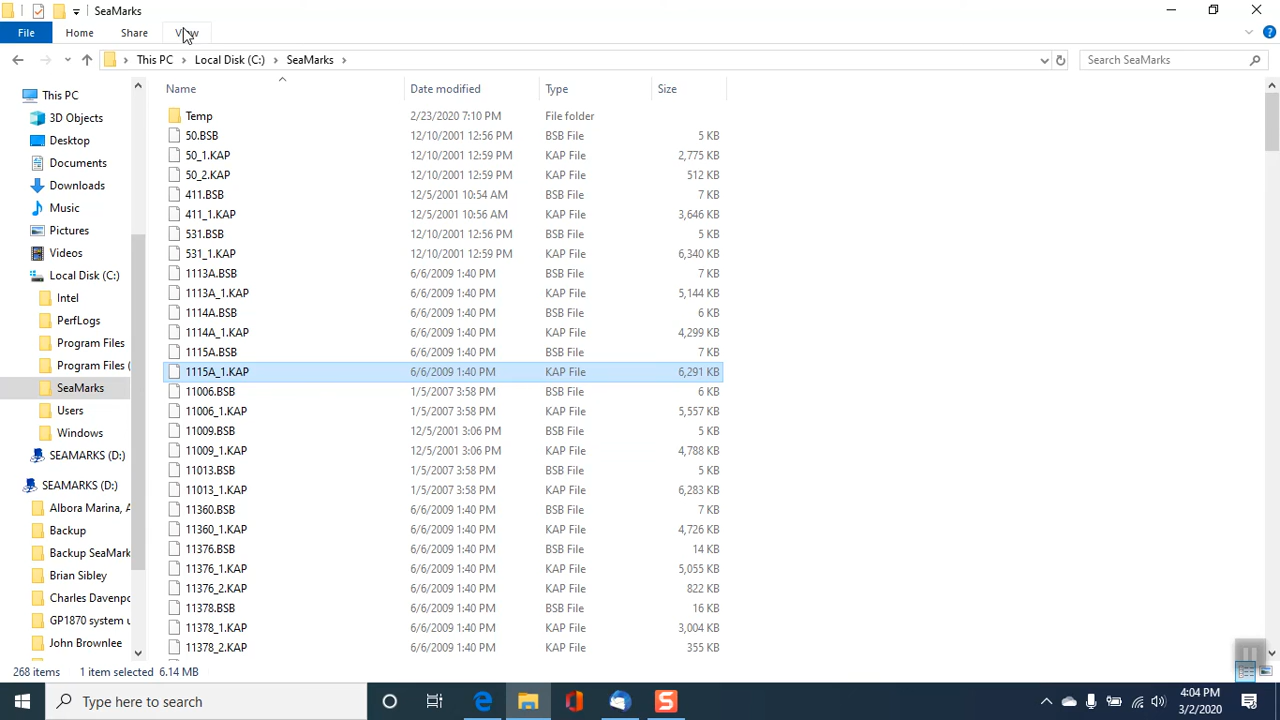 SeaMarks
File Home Share View
This PC Local Disk (C:) SeaMarks
Search SeaMarks
Name Date modified Type Size
This PC
3D Objects
Desktop
Documents
Downloads
Music
Pictures
Videos
Local Disk (C:)
Intel
PerfLogs
Program Files
Program Files (
SeaMarks
Users
Windows
SEAMARKS (D:)
SEAMARKS (D:)
Albora Marina, A
Backup
Backup SeaMark
Brian Sibley
Charles Davenpo
GP1870 system u
John Brownlee
Temp 2/23/2020 7:10 PM File folder
50.BSB 12/10/2001 12:56 PM BSB File 5 KB
50_1.KAP 12/10/2001 12:59 PM KAP File 2,775 KB
50_2.KAP 12/10/2001 12:59 PM KAP File 512 KB
411.BSB 12/5/2001 10:54 AM BSB File 7 KB
411_1.KAP 12/5/2001 10:56 AM KAP File 3,646 KB
531.BSB 12/10/2001 12:56 PM BSB File 5 KB
531_1.KAP 12/10/2001 12:59 PM KAP File 6,340 KB
1113A.BSB 6/6/2009 1:40 PM BSB File 7 KB
1113A_1.KAP 6/6/2009 1:40 PM KAP File 5,144 KB
1114A.BSB 6/6/2009 1:40 PM BSB File 6 KB
1114A_1.KAP 6/6/2009 1:40 PM KAP File 4,299 KB
1115A.BSB 6/6/2009 1:40 PM BSB File 7 KB
1115A_1.KAP 6/6/2009 1:40 PM KAP File 6,291 KB
11006.BSB 1/5/2007 3:58 PM BSB File 6 KB
11006_1.KAP 1/5/2007 3:58 PM KAP File 5,557 KB
11009.BSB 12/5/2001 3:06 PM BSB File 5 KB
11009_1.KAP 12/5/2001 3:06 PM KAP File 4,788 KB
11013.BSB 1/5/2007 3:58 PM BSB File 5 KB
11013_1.KAP 1/5/2007 3:58 PM KAP File 6,283 KB
11360.BSB 6/6/2009 1:40 PM BSB File 7 KB
11360_1.KAP 6/6/2009 1:40 PM KAP File 4,726 KB
11376.BSB 6/6/2009 1:40 PM BSB File 14 KB
11376_1.KAP 6/6/2009 1:40 PM KAP File 5,055 KB
11376_2.KAP 6/6/2009 1:40 PM KAP File 822 KB
11378.BSB 6/6/2009 1:40 PM BSB File 16 KB
11378_1.KAP 6/6/2009 1:40 PM KAP File 3,004 KB
11378_2.KAP 6/6/2009 1:40 PM KAP File 355 KB
268 items 1 item selected 6.14 MB
Type here to search
4:04 PM
3/2/2020